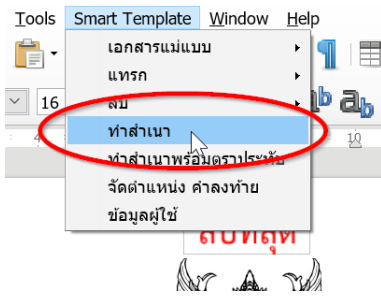 Tools Smart Template Window Help
เอกสารแม่แบบ
แทรก
16 ลบ
ทำสำเนา
ทำสำเนาพร้อมตราประทับ
จัดตำแหน่ง คำลงท้าย
ข้อมูลผู้ใช้